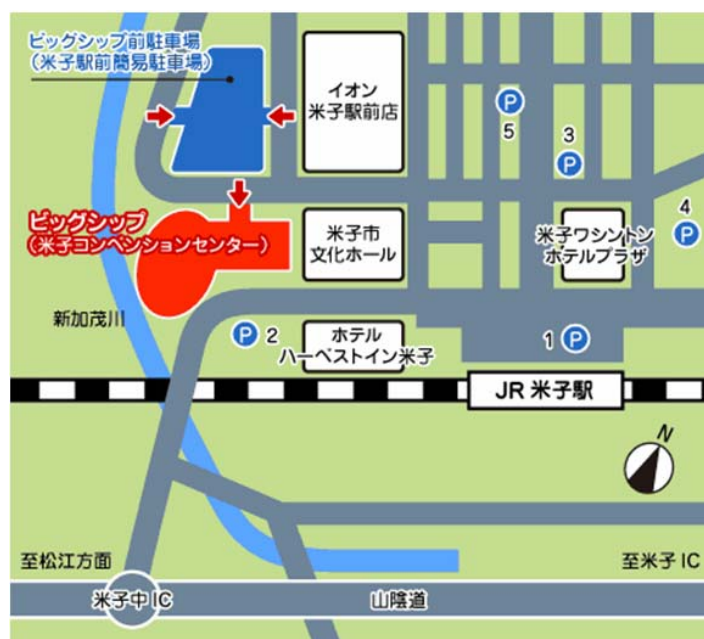 ビッグシップ前駐車場
（米子駅前簡易駐車場）
イオン
米子駅前店
P
5
3
P
ビッグシップ
（米子コンベンションセンター）
米子市
文化ホール
米子ワシントン
ホテルプラザ
4
P
新加茂川
P 2
ホテル
ハーベストイン米子
1 P
JR 米子駅
N
至松江方面
至米子 IC
米子中 IC
山陰道